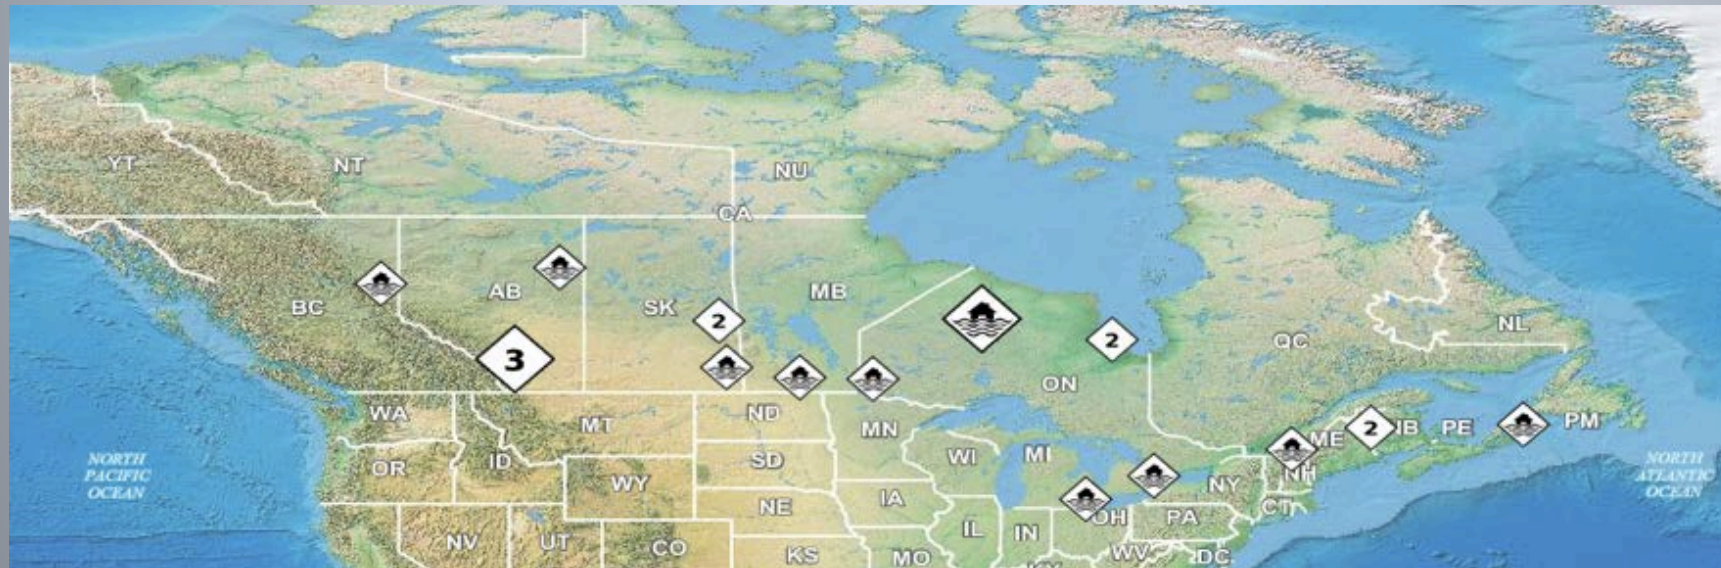 YT
NT
NU
CA
BC
AB
SK
MB
2
3
2
ON
QC
NL
WA
MT
ND
MN
ME
2
IB
PE
PM
OR
ID
WY
SD
WI
MI
NY
NH
NORTH
PACIFIC
OCEAN
NORTH
ATLANTIC
OCEAN
NE
IA
OH
PA
CT
NV
UT
CO
KS
MO
IL
IN
WV
DC
KY